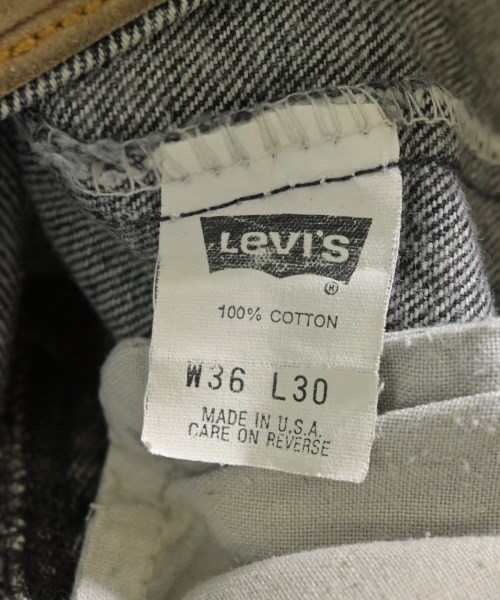 Levi's
®
100% COTTON
W36 L30
MADE IN U.S.A.
CARE ON REVERSE